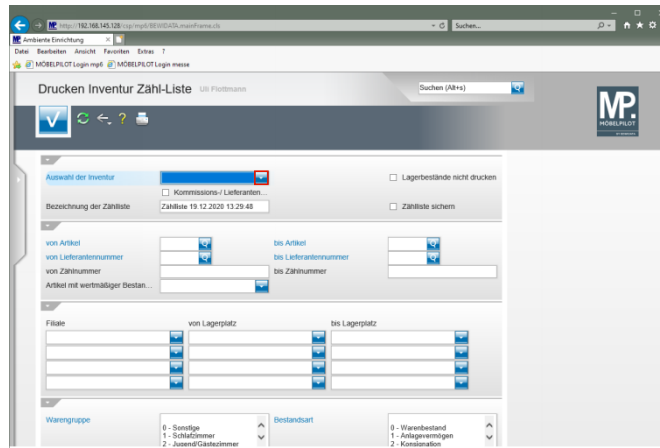 http://192.168.145.128/csp/mp6/BEWIDATA.mainFrame.cls
Suchen...
Ambiente Einrichtung
Datei Bearbeiten Ansicht Favoriten Extras ?
MÖBELPILOT Login mp6 MÖBELPILOT Login messe
Drucken Inventur Zähl-Liste Uli Flottmann
Suchen (Alt+s)
MP.
MÖBELPILOT
Auswahl der Inventur
Lagerbestände nicht drucken
Kommissions-/ Lieferanten...
Bezeichnung der Zählliste Zählliste 19.12.2020 13:29:48
Zählliste sichern
von Artikel bis Artikel
von Lieferantennummer bis Lieferantennummer
von Zählnummer bis Zählnummer
Artikel mit wertmäßiger Bestan...
Filiale von Lagerplatz bis Lagerplatz
Warengruppe
0 - Sonstige
1 - Schlafzimmer
2 - Jugend/Gästezimmer
Bestandsart
0 - Warenbestand
1 - Anlagevermögen
2 - Konsignation